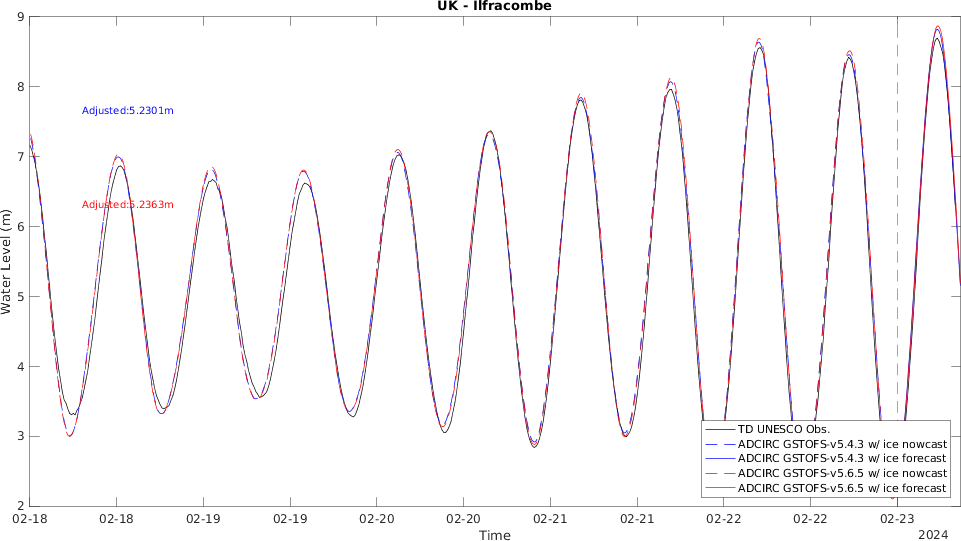 UK - Ilfracombe
9
8
7
6
5
4
3
2
Water Level (m)
Adjusted:5.2301m
Adjusted:5.2363m
TD UNESCO Obs.
ADCIRC GSTOFS-v5.4.3 w/ ice nowcast
ADCIRC GSTOFS-v5.4.3 w/ ice forecast
ADCIRC GSTOFS-v5.6.5 w/ ice nowcast
ADCIRC GSTOFS-v5.6.5 w/ ice forecast
02-18 02-18 02-19 02-19 02-20 02-20 02-21 02-21 02-22 02-22 02-23
Time
2024